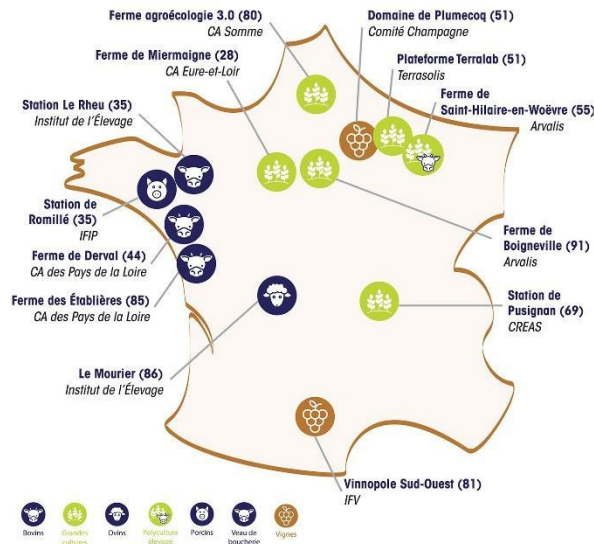 Ferme agroécologie 3.0 (80)
CA Somme
Domaine de Plumecoq (51)
Comité Champagne
Ferme de Miermaigne (28)
CA Eure-et-Loir
Plateforme Terralab (51)
Terrasolis
Ferme de
Saint-Hilaire-en-Woëvre (55)
Arvalis
Station Le Rheu (35)
Institut de l'Élevage
Station de
Romillé (35)
IFIP
Ferme de Derval (44)
CA des Pays de la Loire
Ferme de
Boigneville (91)
Arvalis
Ferme des Établières (85)
CA des Pays de la Loire
Station de
Pusignan (69)
CREAS
Le Mourier (86)
Institut de l'Élevage
Vinnopole Sud-Ouest (81)
IFV
Bovins
Grandes
cultures
Ovins
Polyculture
élevage
Porcins
Veau de
boucherie
Vignes